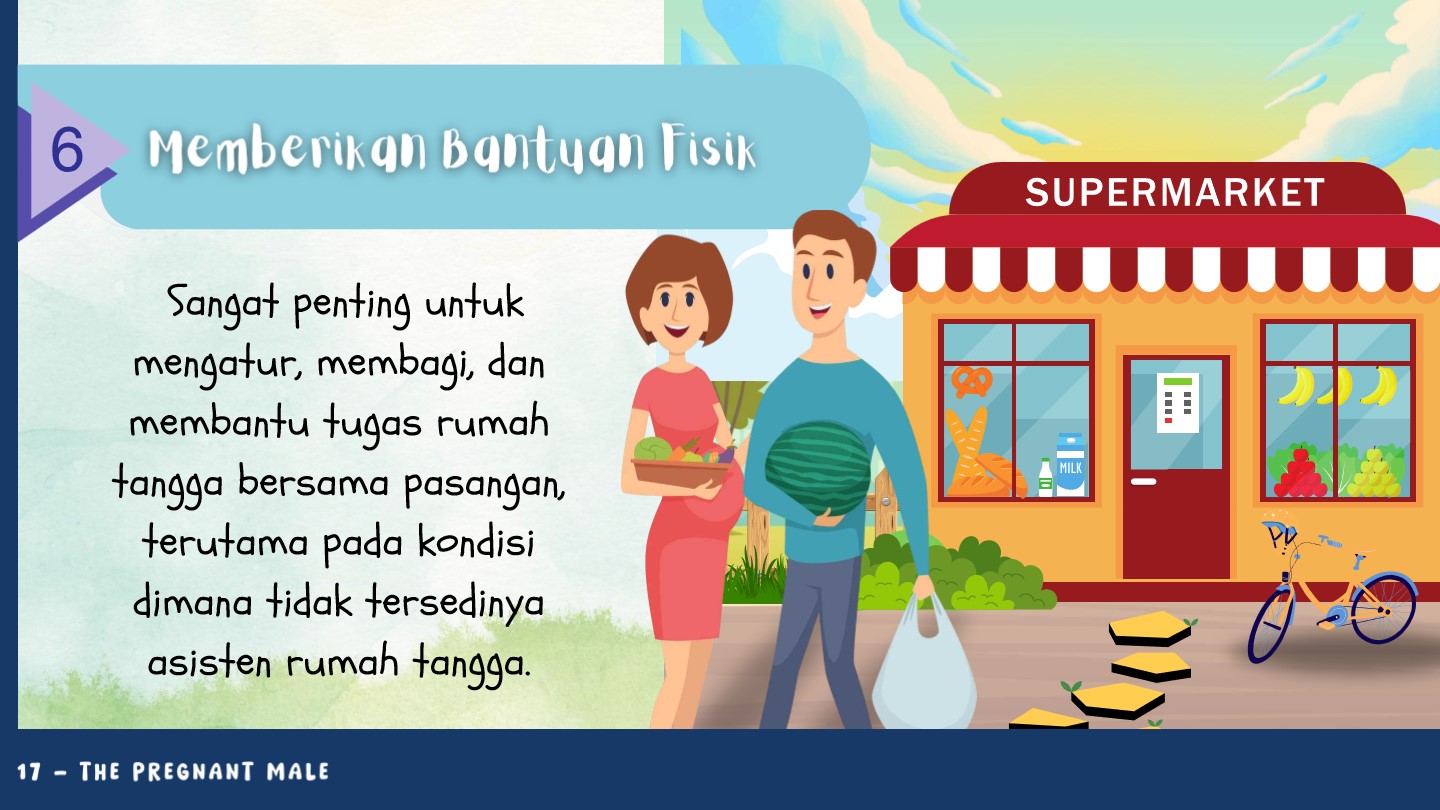 6
Memberikan Bantuan Fisik
Sangat penting untuk
mengatur, membagi, dan
membantu tugas rumah
tangga bersama pasangan,
terutama pada kondisi
dimana tidak tersedinya
asisten rumah tangga.
SUPERMARKET
MILK
17 - THE PREGNANT MALE